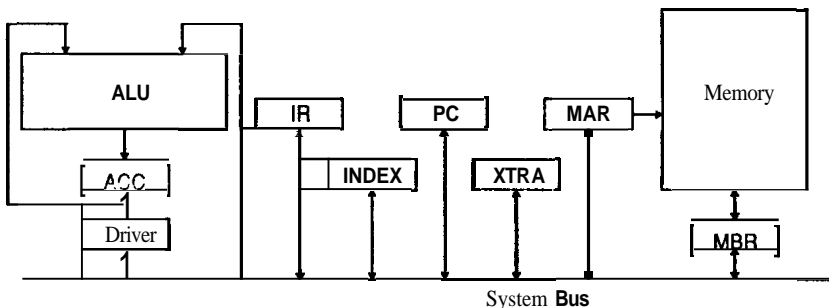 ALU
IR
PC
MAR
Memory
ACC
INDEX
XTRA
Driver
MBR
System Bus